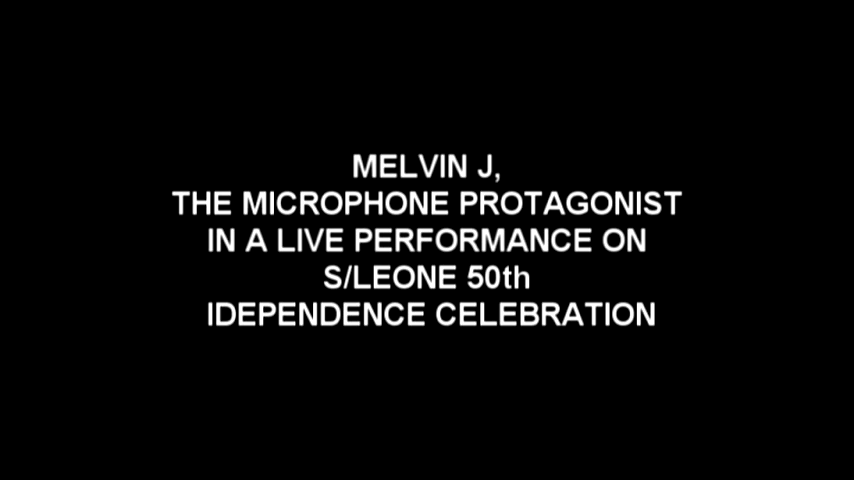 MELVIN J,
THE MICROPHONE PROTAGONIST
IN A LIVE PERFORMANCE ON
S/LEONE 50th
IDEPENDENCE CELEBRATION